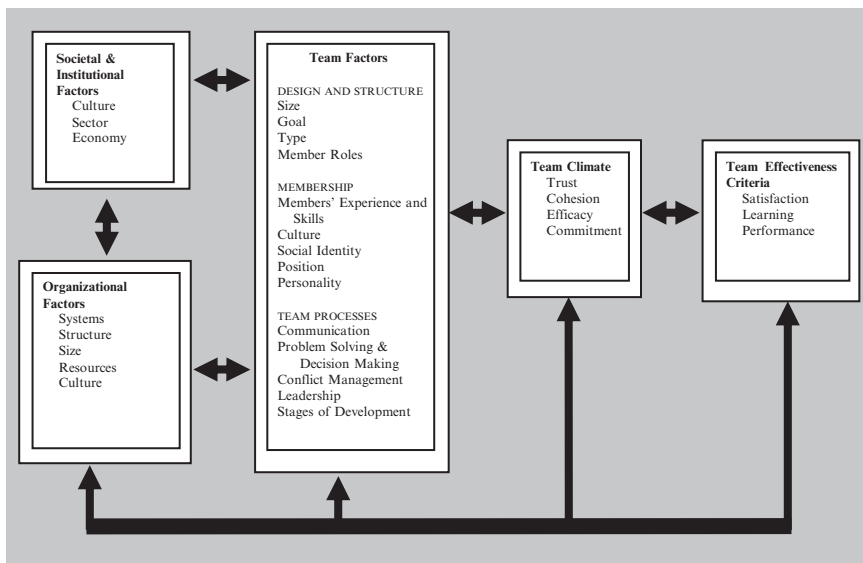 Societal &
Institutional
Factors
Culture
Sector
Economy
Organizational
Factors
Systems
Structure
Size
Resources
Culture
Team Factors
DESIGN AND STRUCTURE
Size
Goal
Type
Member Roles
MEMBERSHIP
Members' Experience and
Skills
Culture
Social Identity
Position
Personality
TEAM PROCESSES
Communication
Problem Solving &
Decision Making
Conflict Management
Leadership
Stages of Development
Team Climate
Trust
Cohesion
Efficacy
Commitment
Team Effectiveness
Criteria
Satisfaction
Learning
Performance